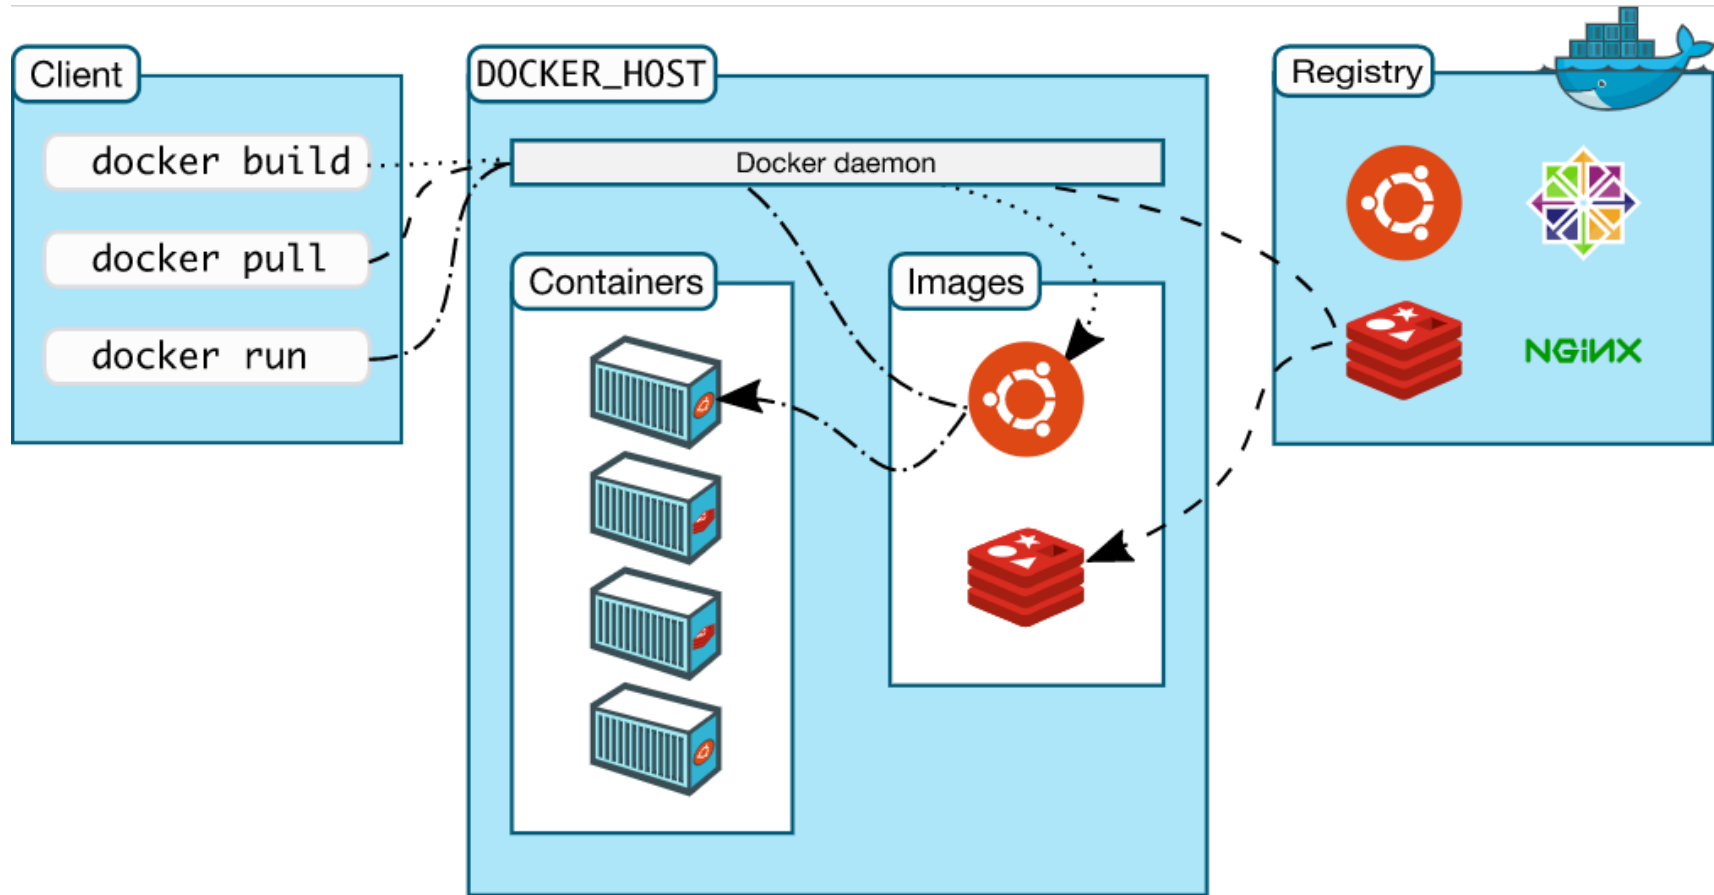 Client
docker build
docker pull
docker run
DOCKER_HOST
Docker daemon
Containers
Images
Registry
NGiNX